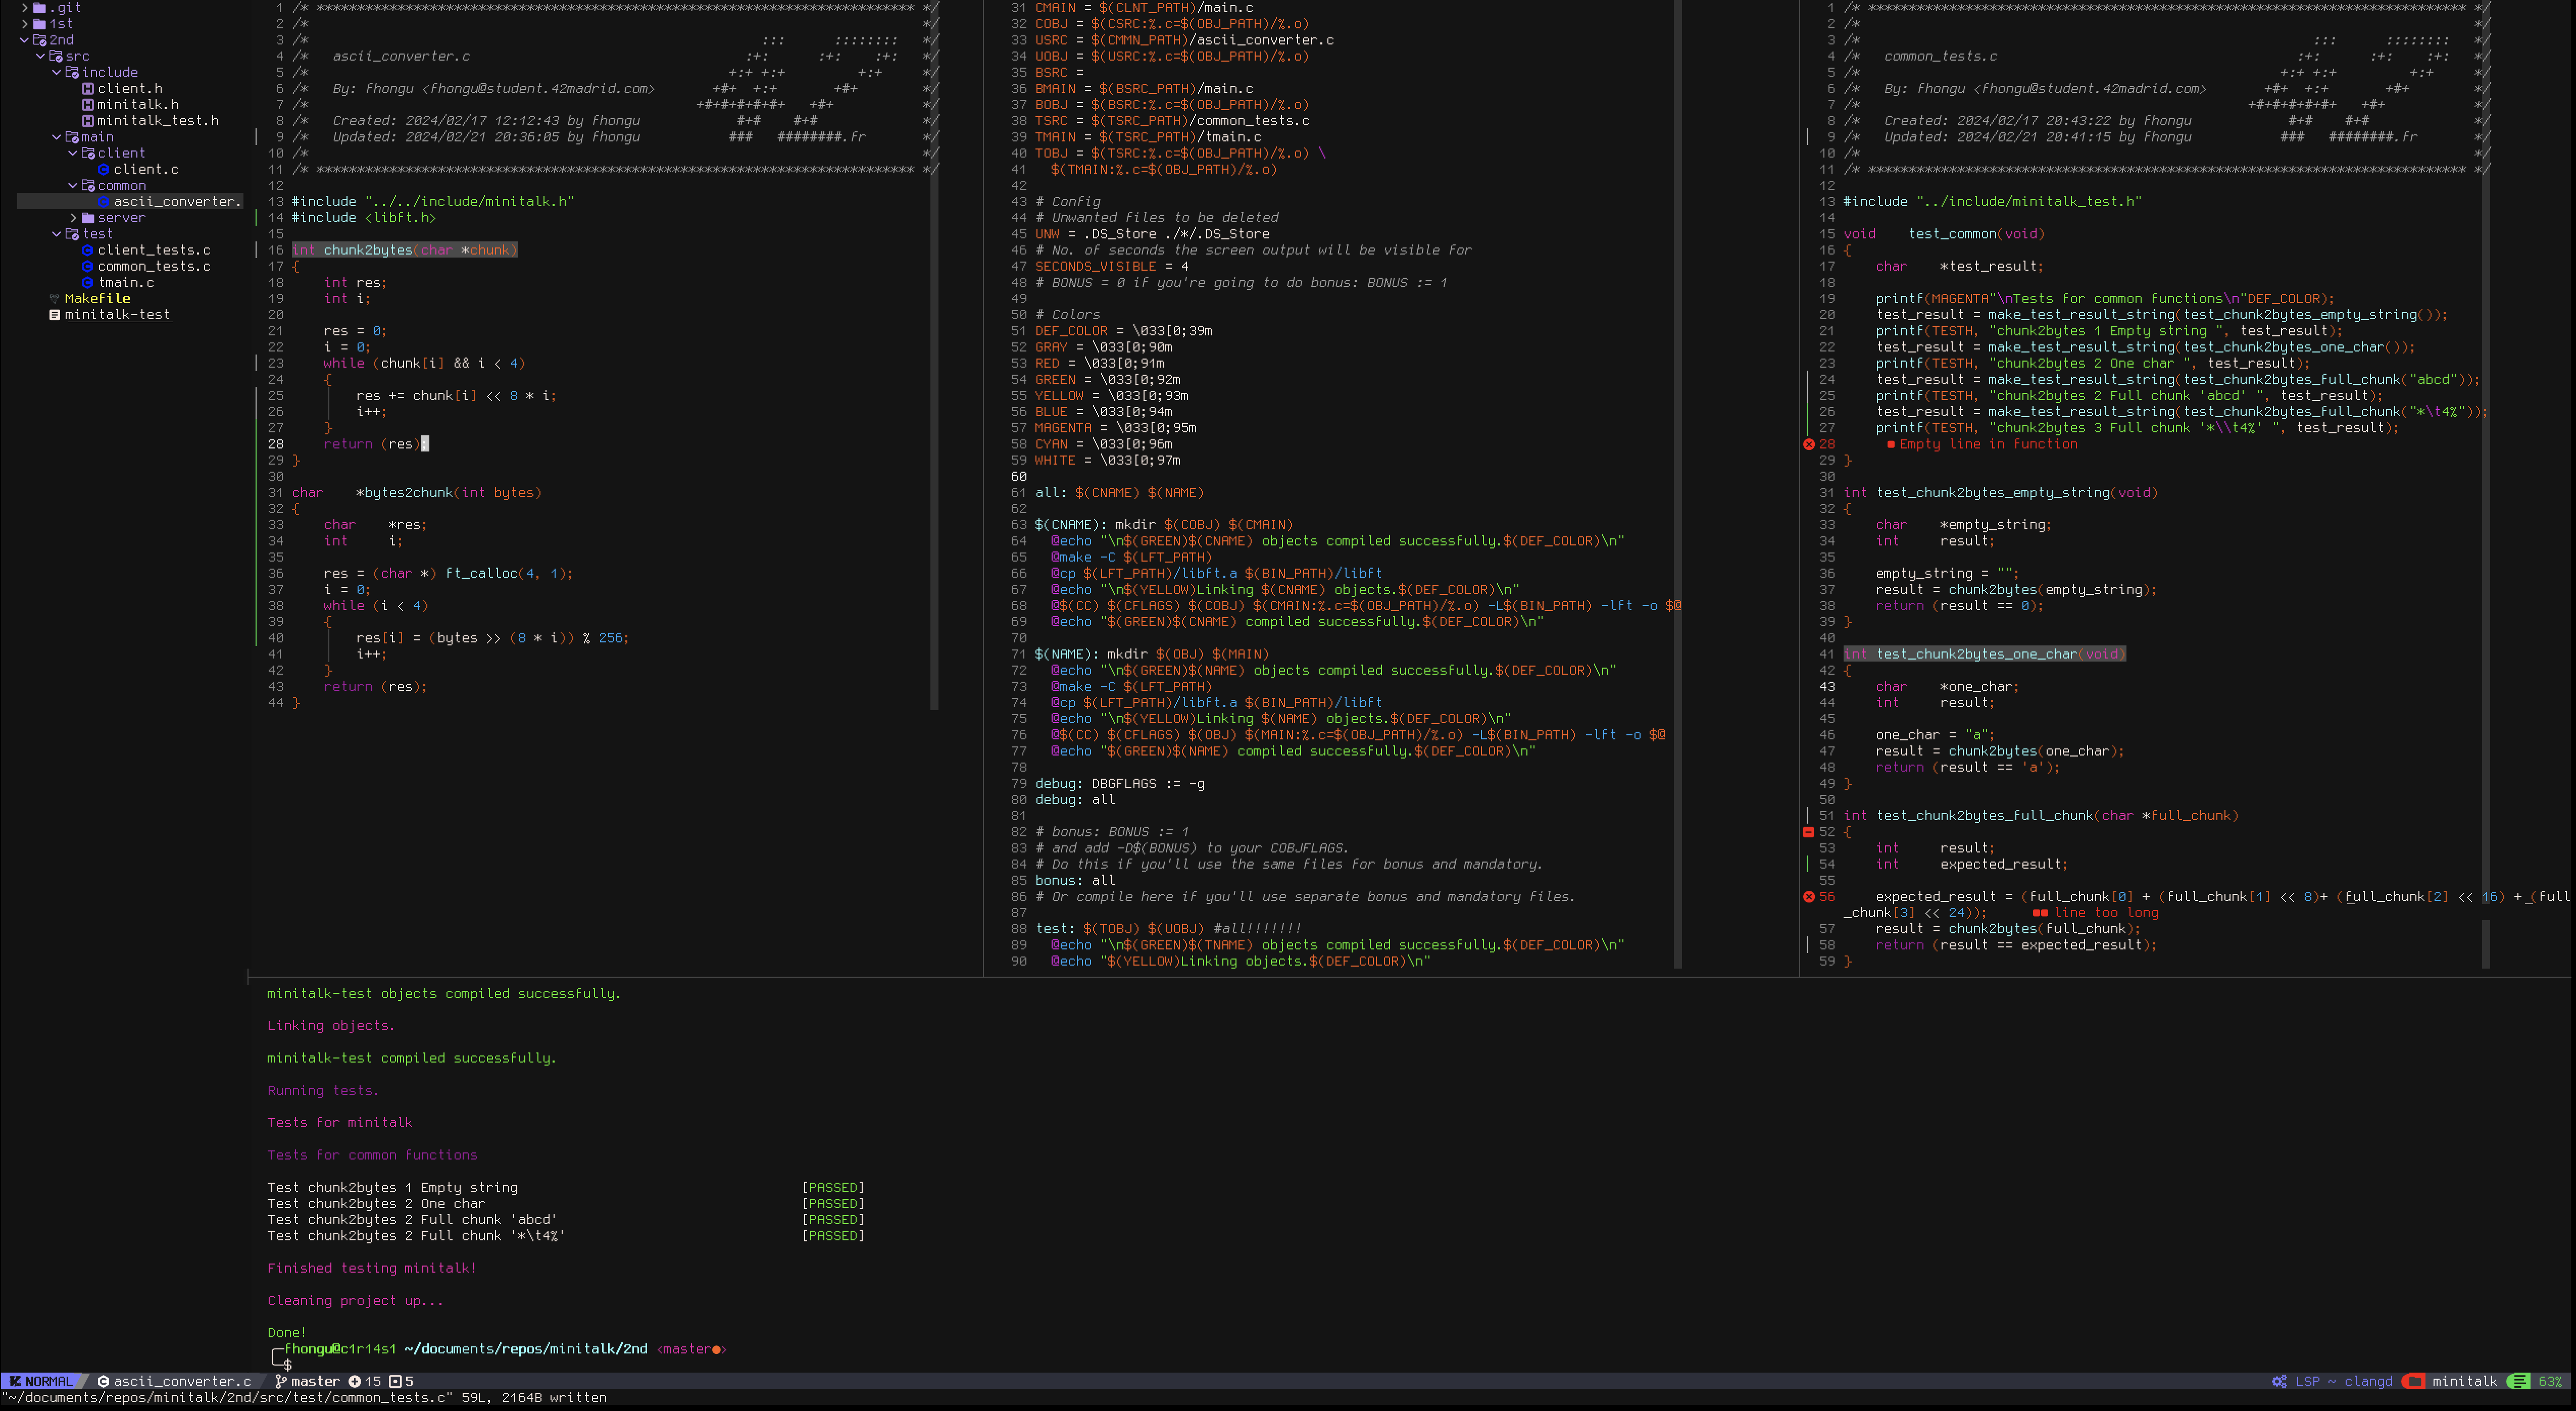 .git
1st
2nd
src
include
client.h
minitalk.h
minitalk_test.h
main
client
client.c
common
ascii_converter.
server
test
client_tests.c
common_tests.c
tmain.c
Makefile
minitalk-test
1 /* ************************************************************************** */
2 /*                                                                            */
3 /*                                                        :::      ::::::::   */
4 /*   ascii_converter.c                                  :+:      :+:    :+:   */
5 /*                                                    +:+ +:+         +:+     */
6 /*   By: fhongu <fhongu@student.42madrid.com>       +#+  +:+       +#+        */
7 /*                                                +#+#+#+#+#+   +#+           */
8 /*   Created: 2024/02/17 12:12:43 by fhongu            #+#    #+#             */
9 /*   Updated: 2024/02/21 20:36:05 by fhongu           ###   ########.fr       */
10 /*                                                                            */
11 /* ************************************************************************** */
12
13 #include "../../include/minitalk.h"
14 #include <libft.h>
15
16 int chunk2bytes(char *chunk)
17 {
18     int res;
19     int i;
20
21     res = 0;
22     i = 0;
23     while (chunk[i] && i < 4)
24     {
25         res += chunk[i] << 8 * i;
26         i++;
27     }
28     return (res);
29 }
30
31 char    *bytes2chunk(int bytes)
32 {
33     char    *res;
34     int     i;
35
36     res = (char *) ft_calloc(4, 1);
37     i = 0;
38     while (i < 4)
39     {
40         res[i] = (bytes >> (8 * i)) % 256;
41         i++;
42     }
43     return (res);
44 }
31 CMAIN = $(CLNT_PATH)/main.c
32 COBJ = $(CSRC:%.c=$(OBJ_PATH)/%.o)
33 USRC = $(CMMN_PATH)/ascii_converter.c
34 UOBJ = $(USRC:%.c=$(OBJ_PATH)/%.o)
35 BSRC =
36 BMAIN = $(BSRC_PATH)/main.c
37 BOBJ = $(BSRC:%.c=$(OBJ_PATH)/%.o)
38 TSRC = $(TSRC_PATH)/common_tests.c
39 TMAIN = $(TSRC_PATH)/tmain.c
40 TOBJ = $(TSRC:%.c=$(OBJ_PATH)/%.o) \
41   $(TMAIN:%.c=$(OBJ_PATH)/%.o)
42
43 # Config
44 # Unwanted files to be deleted
45 UNW = .DS_Store ./*/.DS_Store
46 # No. of seconds the screen output will be visible for
47 SECONDS_VISIBLE = 4
48 # BONUS = 0 if you're going to do bonus: BONUS := 1
49
50 # Colors
51 DEF_COLOR = \033[0;39m
52 GRAY = \033[0;90m
53 RED = \033[0;91m
54 GREEN = \033[0;92m
55 YELLOW = \033[0;93m
56 BLUE = \033[0;94m
57 MAGENTA = \033[0;95m
58 CYAN = \033[0;96m
59 WHITE = \033[0;97m
60
61 all: $(CNAME) $(NAME)
62
63 $(CNAME): mkdir $(COBJ) $(CMAIN)
64   @echo "\n$(GREEN)$(CNAME) objects compiled successfully.$(DEF_COLOR)\n"
65   @make -C $(LFT_PATH)
66   @cp $(LFT_PATH)/libft.a $(BIN_PATH)/libft
67   @echo "\n$(YELLOW)Linking $(CNAME) objects.$(DEF_COLOR)\n"
68   @$(CC) $(CFLAGS) $(COBJ) $(CMAIN:%.c=$(OBJ_PATH)/%.o) -L$(BIN_PATH) -lft -o $@
69   @echo "$(GREEN)$(CNAME) compiled successfully.$(DEF_COLOR)\n"
70
71 $(NAME): mkdir $(OBJ) $(MAIN)
72   @echo "\n$(GREEN)$(NAME) objects compiled successfully.$(DEF_COLOR)\n"
73   @make -C $(LFT_PATH)
74   @cp $(LFT_PATH)/libft.a $(BIN_PATH)/libft
75   @echo "\n$(YELLOW)Linking $(NAME) objects.$(DEF_COLOR)\n"
76   @$(CC) $(CFLAGS) $(OBJ) $(MAIN:%.c=$(OBJ_PATH)/%.o) -L$(BIN_PATH) -lft -o $@
77   @echo "$(GREEN)$(NAME) compiled successfully.$(DEF_COLOR)\n"
78
79 debug: DBGFLAGS := -g
80 debug: all
81
82 # bonus: BONUS := 1
83 # and add -D$(BONUS) to your COBJFLAGS.
84 # Do this if you'll use the same files for bonus and mandatory.
85 bonus: all
86 # Or compile here if you'll use separate bonus and mandatory files.
87
88 test: $(TOBJ) $(UOBJ) #all!!!!!!!
89   @echo "\n$(GREEN)$(TNAME) objects compiled successfully.$(DEF_COLOR)\n"
90   @echo "$(YELLOW)Linking objects.$(DEF_COLOR)\n"
1 /* ************************************************************************** */
2 /*                                                                            */
3 /*                                                        :::      ::::::::   */
4 /*   common_tests.c                                     :+:      :+:    :+:   */
5 /*                                                    +:+ +:+         +:+     */
6 /*   By: fhongu <fhongu@student.42madrid.com>       +#+  +:+       +#+        */
7 /*                                                +#+#+#+#+#+   +#+           */
8 /*   Created: 2024/02/17 20:43:22 by fhongu            #+#    #+#             */
9 /*   Updated: 2024/02/21 20:41:15 by fhongu           ###   ########.fr       */
10 /*                                                                            */
11 /* ************************************************************************** */
12
13 #include "../include/minitalk_test.h"
14
15 void    test_common(void)
16 {
17     char    *test_result;
18
19     printf(MAGENTA"\nTests for common functions\n"DEF_COLOR);
20     test_result = make_test_result_string(test_chunk2bytes_empty_string());
21     printf(TESTH, "chunk2bytes 1 Empty string ", test_result);
22     test_result = make_test_result_string(test_chunk2bytes_one_char());
23     printf(TESTH, "chunk2bytes 2 One char ", test_result);
24     test_result = make_test_result_string(test_chunk2bytes_full_chunk("abcd"));
25     printf(TESTH, "chunk2bytes 2 Full chunk 'abcd' ", test_result);
26     test_result = make_test_result_string(test_chunk2bytes_full_chunk("*\t4%"));
27     printf(TESTH, "chunk2bytes 3 Full chunk '*\\t4%' ", test_result);
28      ■ Empty line in function
29 }
30
31 int test_chunk2bytes_empty_string(void)
32 {
33     char    *empty_string;
34     int     result;
35
36     empty_string = "";
37     result = chunk2bytes(empty_string);
38     return (result == 0);
39 }
40
41 int test_chunk2bytes_one_char(void)
42 {
43     char    *one_char;
44     int     result;
45
46     one_char = "a";
47     result = chunk2bytes(one_char);
48     return (result == 'a');
49 }
50
51 int test_chunk2bytes_full_chunk(char *full_chunk)
52 {
53     int     result;
54     int     expected_result;
55
56     expected_result = (full_chunk[0] + (full_chunk[1] << 8)+ (full_chunk[2] << 16) + (full
_chunk[3] << 24));      ■■ line too long
57     result = chunk2bytes(full_chunk);
58     return (result == expected_result);
59 }
minitalk-test objects compiled successfully.
Linking objects.
minitalk-test compiled successfully.
Running tests.
Tests for minitalk
Tests for common functions
Test chunk2bytes 1 Empty string [PASSED]
Test chunk2bytes 2 One char [PASSED]
Test chunk2bytes 2 Full chunk 'abcd' [PASSED]
Test chunk2bytes 2 Full chunk '*\t4%' [PASSED]
Finished testing minitalk!
Cleaning project up...
Done!
fhongu@c1r14s1 ~/documents/repos/minitalk/2nd <master●>
$
NORMAL ascii_converter.c master 15 5 LSP ~ clangd minitalk 63%
"~/documents/repos/minitalk/2nd/src/test/common_tests.c" 59L, 2164B written